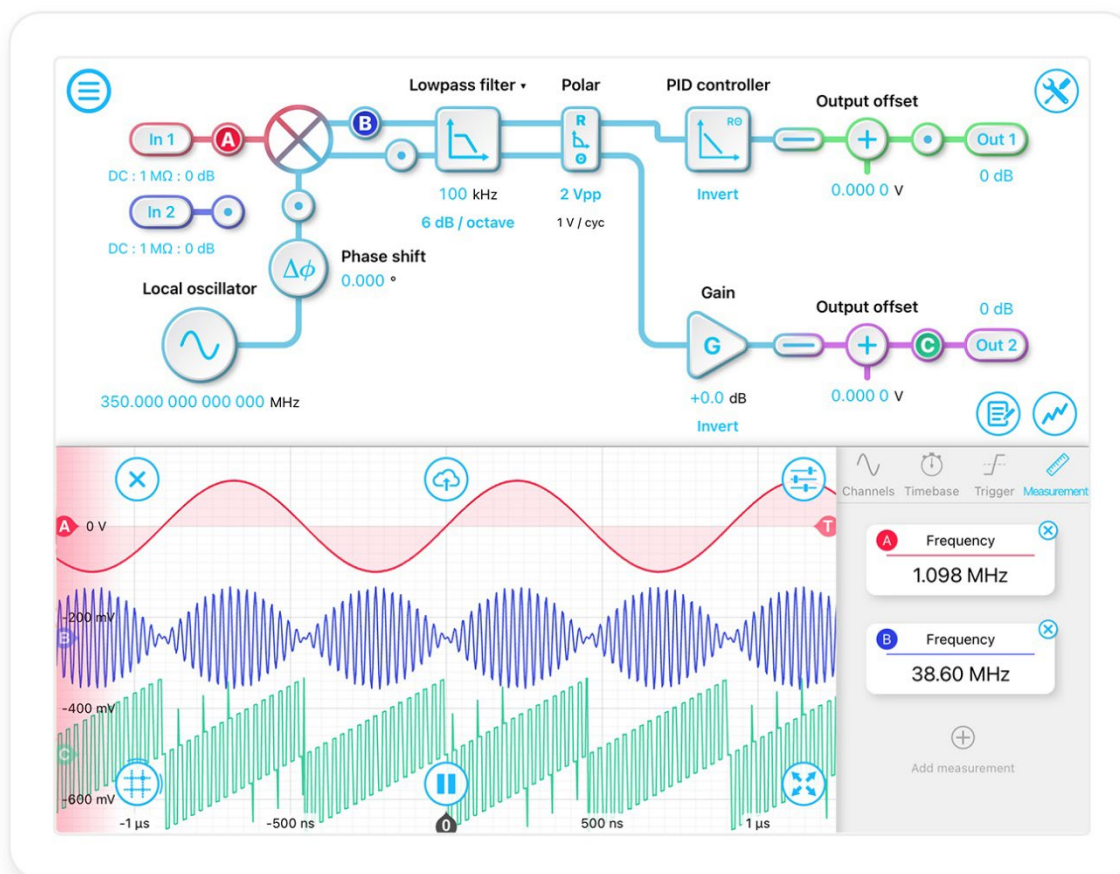 Lowpass filter ▾
Polar
PID controller
Output offset
In 1
A
B
R
Θ
RΘ
Out 1
DC : 1 MΩ : 0 dB
100 kHz
2 Vpp
Invert
0.000 0 V
0 dB
In 2
6 dB / octave
1 V / cyc
DC : 1 MΩ : 0 dB
Δϕ
Phase shift
0.000 °
Local oscillator
Gain
Output offset
0 dB
G
C
Out 2
350.000 000 000 000 MHz
+0.0 dB
0.000 0 V
Invert
A 0 V
T
-200 mV
B
-400 mV
C
-600 mV
-1 µs
-500 ns
0
500 ns
1 µs
Channels
Timebase
Trigger
Measurement
A Frequency
1.098 MHz
B Frequency
38.60 MHz
Add measurement